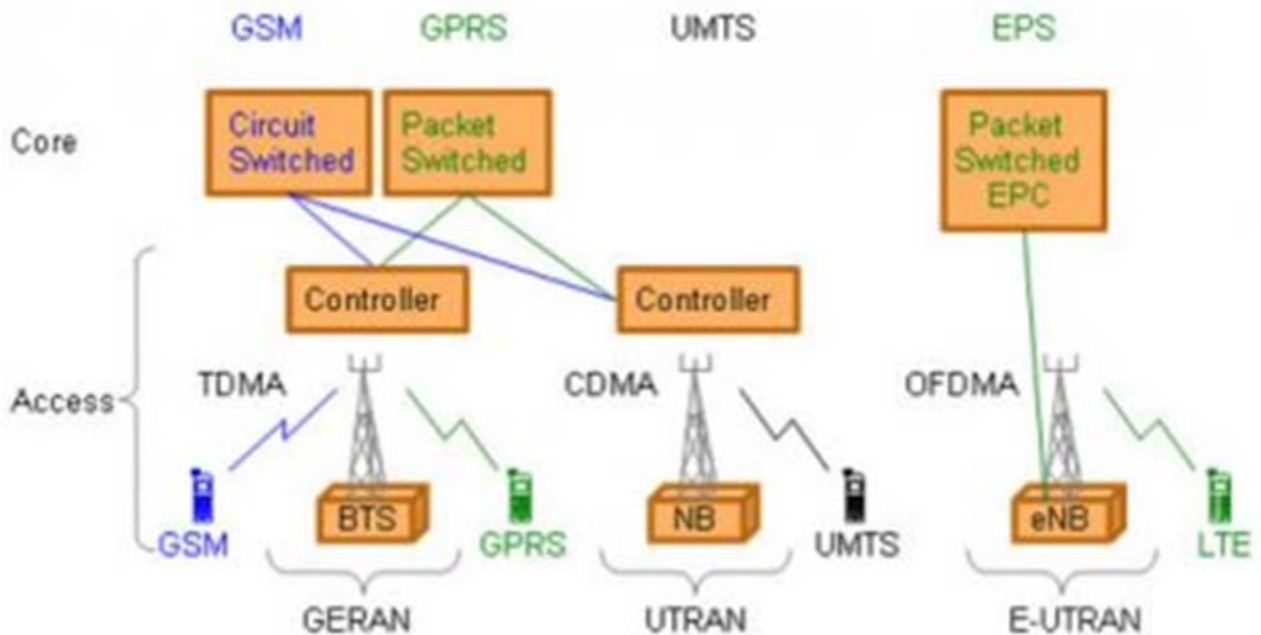 GSM GPRS UMTS EPS
Core
Circuit
Switched
Packet
Switched
Packet
Switched
EPC
Controller
Controller
Access
TDMA
CDMA
OFDMA
BTS
NB
eNB
GSM
GPRS
UMTS
LTE
GERAN
UTRAN
E-UTRAN